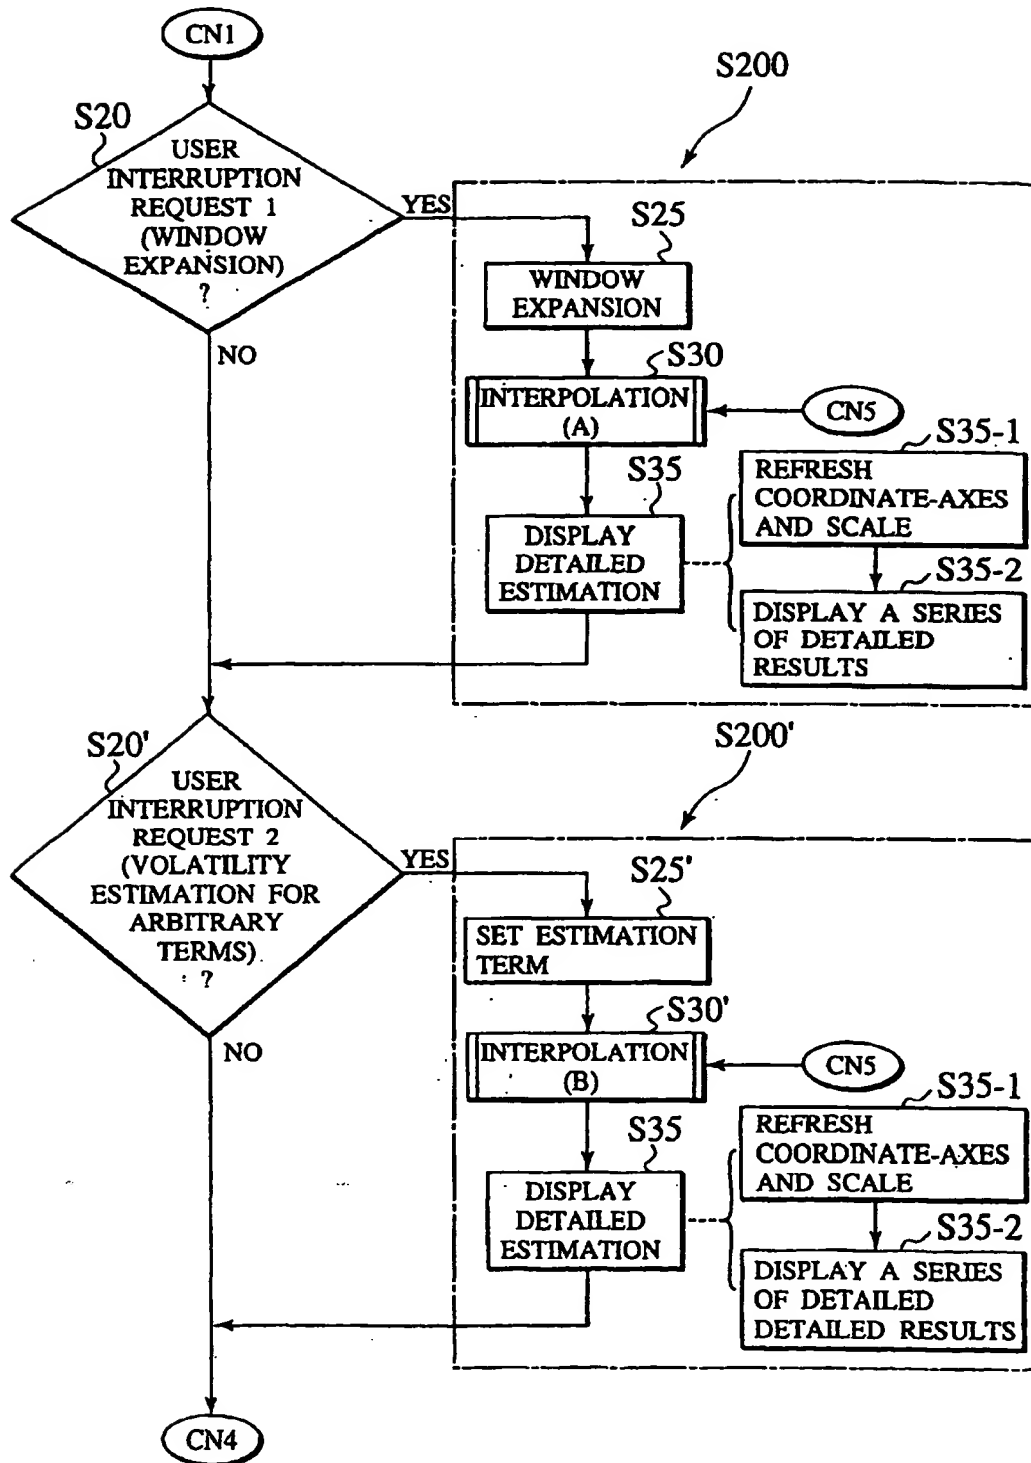 CN1
S200
S20
USER
INTERRUPTION
REQUEST 1
(WINDOW
EXPANSION)
?
YES
NO
S25
WINDOW
EXPANSION
S30
INTERPOLATION
(A)
CN5
S35
DISPLAY
DETAILED
ESTIMATION
S35-1
REFRESH
COORDINATE-AXES
AND SCALE
S35-2
DISPLAY A SERIES
OF DETAILED
RESULTS
S200'
S20'
USER
INTERRUPTION
REQUEST 2
(VOLATILITY
ESTIMATION FOR
ARBITRARY
TERMS)
?
YES
NO
S25'
SET ESTIMATION
TERM
S30'
INTERPOLATION
(B)
CN5
S35
DISPLAY
DETAILED
ESTIMATION
S35-1
REFRESH
COORDINATE-AXES
AND SCALE
S35-2
DISPLAY A SERIES
OF DETAILED
DETAILED RESULTS
CN4